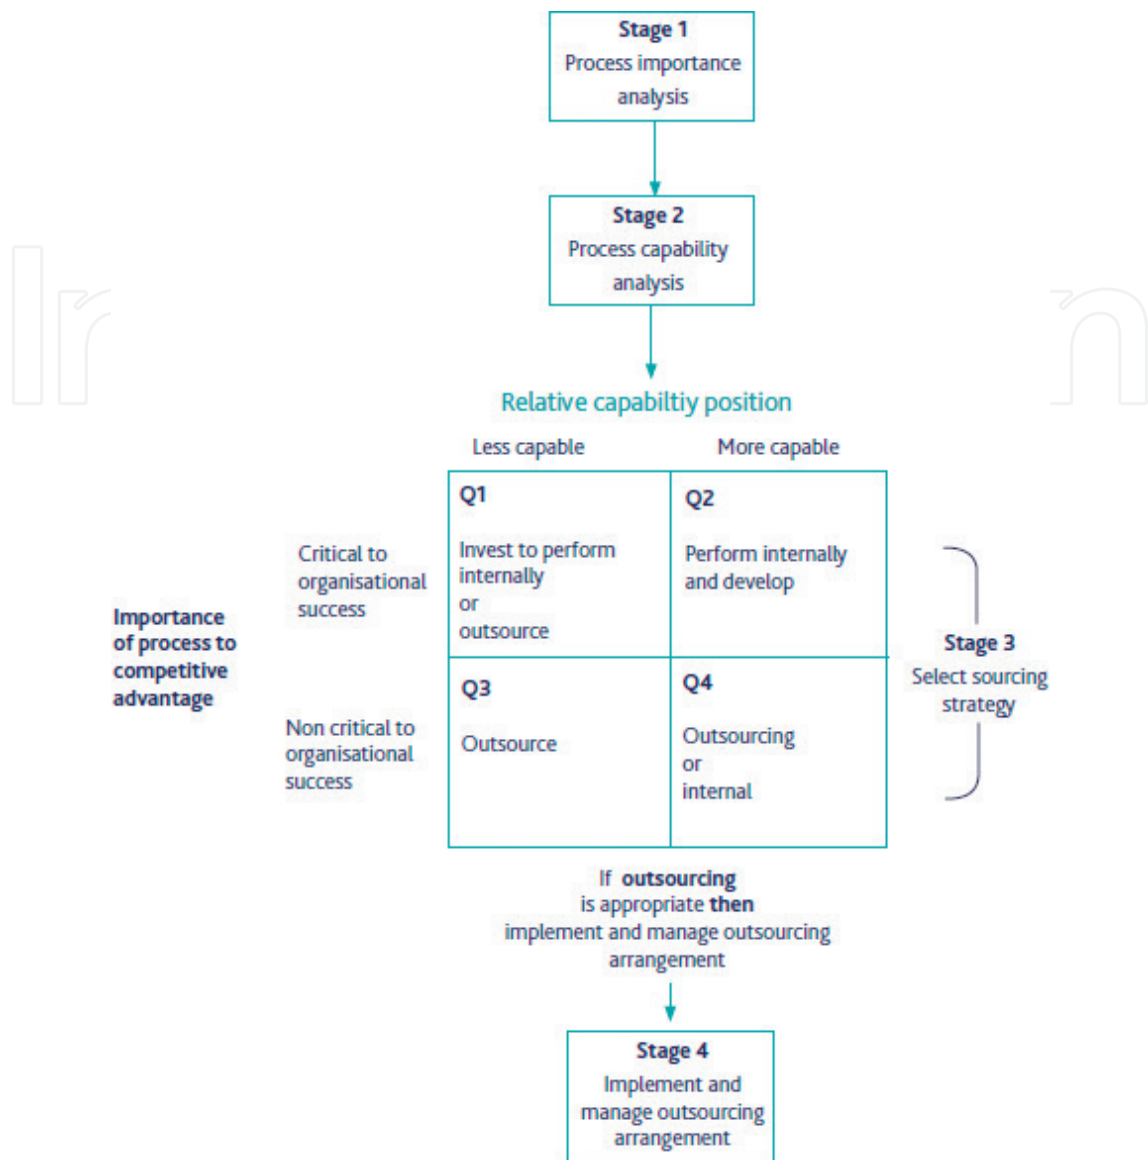 Stage 1
Process importance
analysis
Stage 2
Process capability
analysis
Relative capabiltiy position
Less capable
More capable
Importance
of process to
competitive
advantage
Critical to
organisational
success
Q1
Invest to perform
internally
or
outsource
Q2
Perform internally
and develop
Non critical to
organisational
success
Q3
Outsource
Q4
Outsourcing
or
internal
Stage 3
Select sourcing
strategy
If outsourcing
is appropriate then
implement and manage outsourcing
arrangement
Stage 4
Implement and
manage outsourcing
arrangement